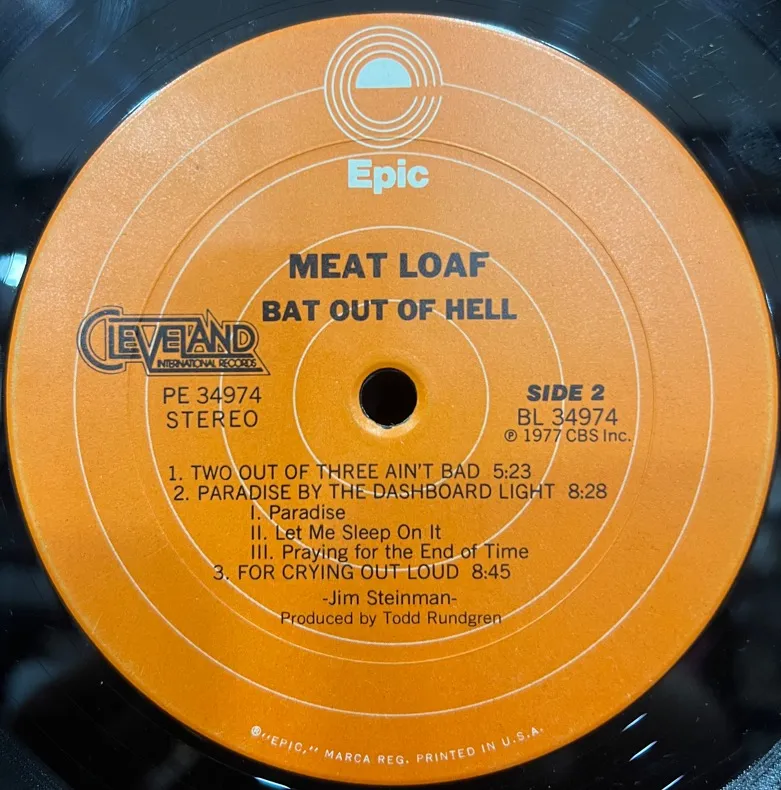 Epic
MEAT LOAF
BAT OUT OF HELL
CLEVELAND
INTERNATIONAL RECORDS
PE 34974
STEREO
SIDE 2
BL 34974
℗ 1977 CBS Inc.
1. TWO OUT OF THREE AIN'T BAD 5:23
2. PARADISE BY THE DASHBOARD LIGHT 8:28
I. Paradise
II. Let Me Sleep On It
III. Praying for the End of Time
3. FOR CRYING OUT LOUD 8:45
-Jim Steinman-
Produced by Todd Rundgren
®"EPIC," MARCA REG. PRINTED IN U.S.A.